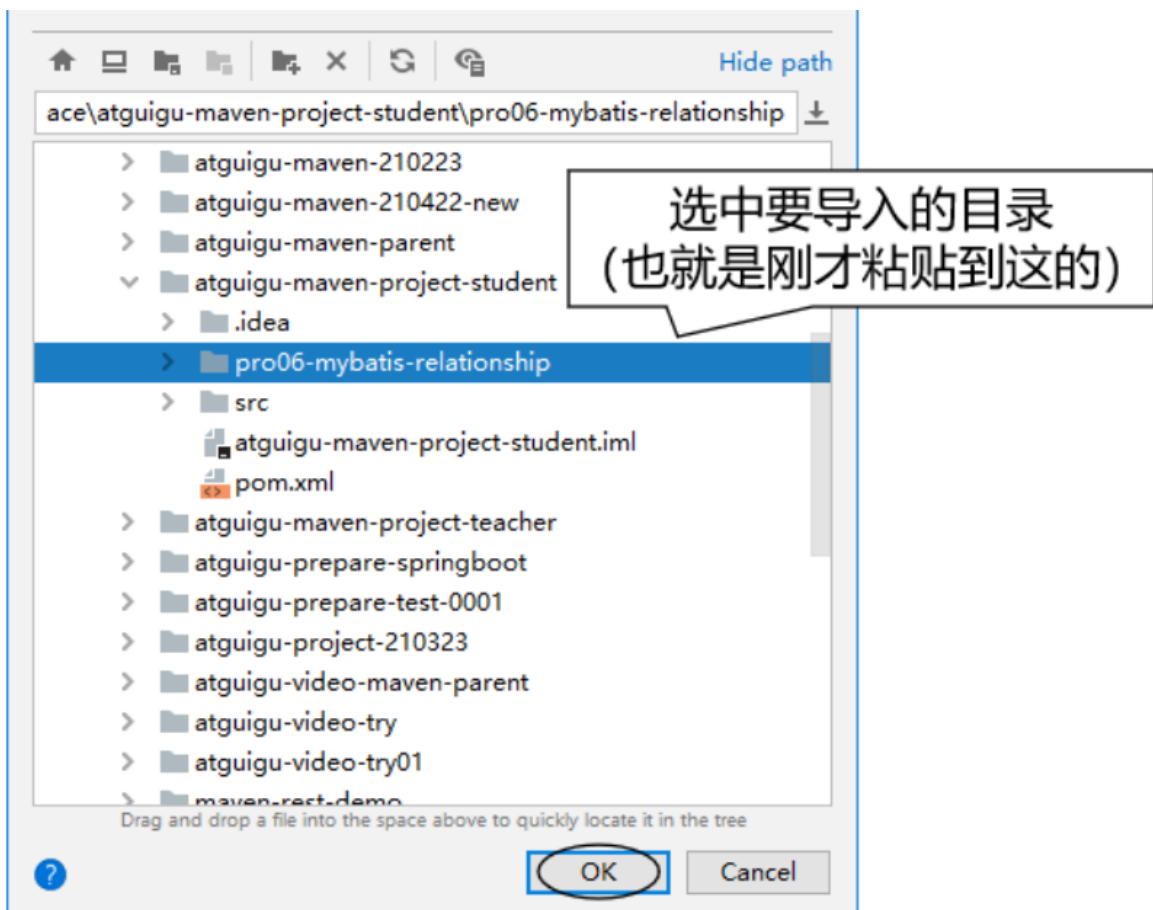 Hide path
ace\atguigu-maven-project-student\pro06-mybatis-relationship
atguigu-maven-210223
atguigu-maven-210422-new
atguigu-maven-parent
atguigu-maven-project-student
选中要导入的目录
(也就是刚才粘贴到这的)
.idea
pro06-mybatis-relationship
src
atguigu-maven-project-student.iml
pom.xml
atguigu-maven-project-teacher
atguigu-prepare-springboot
atguigu-prepare-test-0001
atguigu-project-210323
atguigu-video-maven-parent
atguigu-video-try
atguigu-video-try01
maven-rest-demo
Drag and drop a file into the space above to quickly locate it in the tree
? OK Cancel